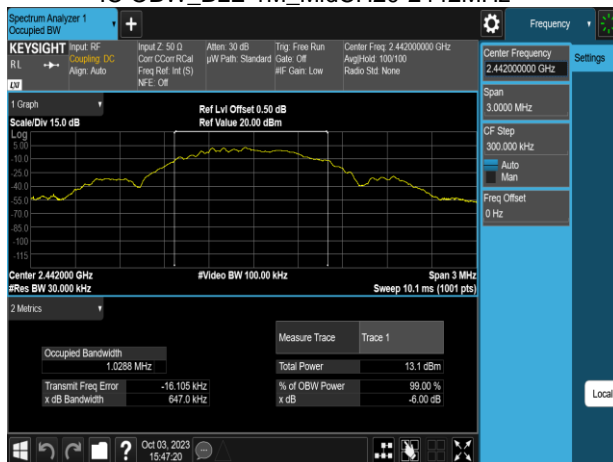 IC-OBW_BLE-1M_MidCH20-2442MHz
Spectrum Analyzer 1
Occupied BW
Frequency
KEYSIGHT
RL
LXI
Input: RF
Coupling: DC
Align: Auto
Input Z: 50 Ω
Corr CCorr RCal
Freq Ref: Int (S)
NFE: Off
Atten: 30 dB
µW Path: Standard
Trig: Free Run
Gate: Off
#IF Gain: Low
Center Freq: 2.442000000 GHz
Avg|Hold: 100/100
Radio Std: None
Center Frequency
2.442000000 GHz
Settings
Span
3.0000 MHz
CF Step
300.000 kHz
Auto
Man
Freq Offset
0 Hz
Local
1 Graph
Scale/Div 15.0 dB
Ref Lvl Offset 0.50 dB
Ref Value 20.00 dBm
Log
5.00
-10.0
-25.0
-40.0
-55.0
-70.0
-85.0
-100
-115
Center 2.442000 GHz
#Video BW 100.00 kHz
Span 3 MHz
#Res BW 30.000 kHz
Sweep 10.1 ms (1001 pts)
2 Metrics
Measure Trace
Trace 1
Occupied Bandwidth
1.0288 MHz
Total Power
13.1 dBm
Transmit Freq Error
-16.105 kHz
% of OBW Power
99.00 %
x dB Bandwidth
647.0 kHz
x dB
-6.00 dB
?
Oct 03, 2023
15:47:20